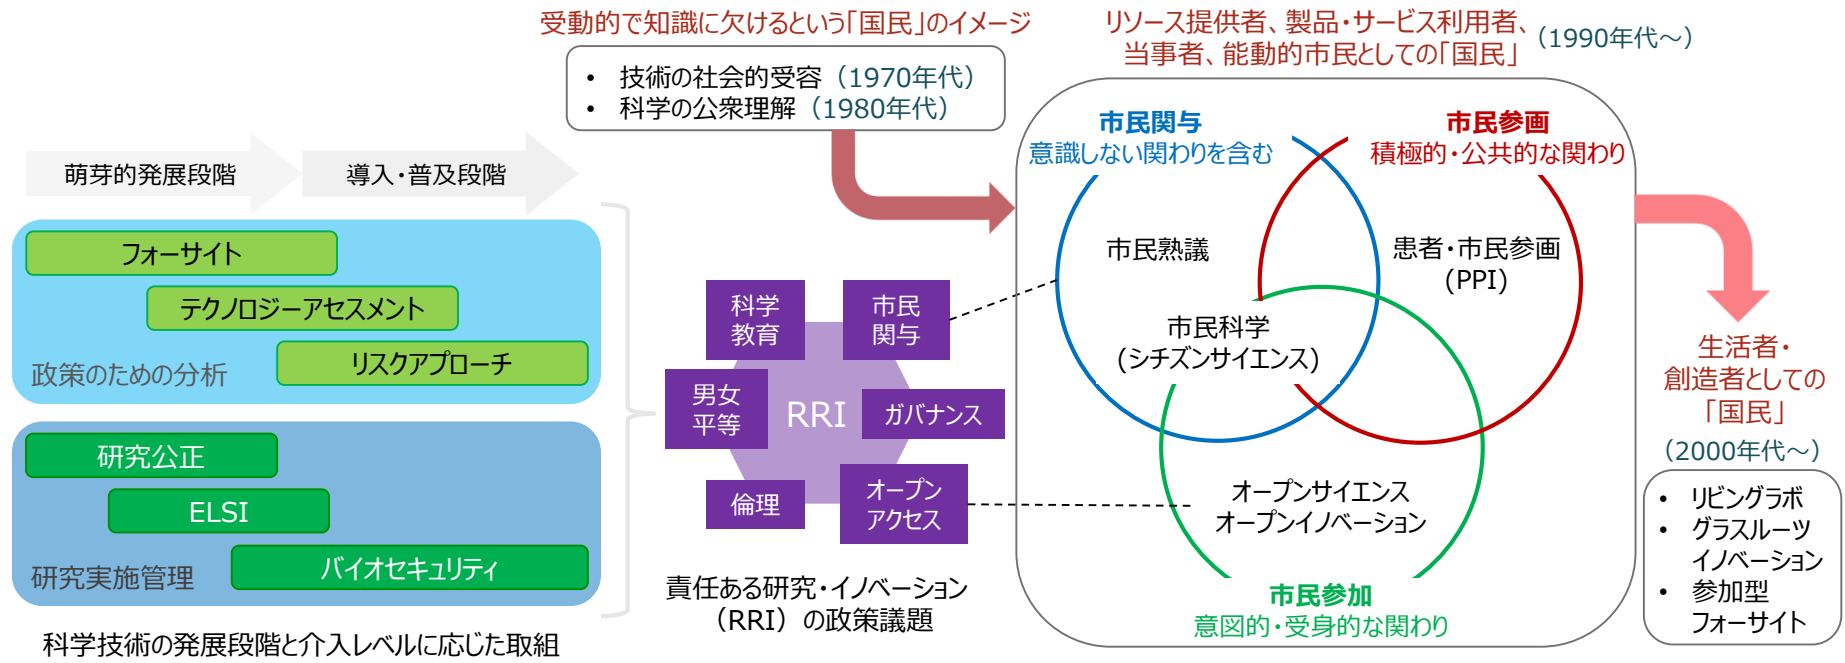 受動的で知識に欠けるという「国民」のイメージ
・ 技術の社会的受容（1970年代）
・ 科学の公衆理解（1980年代）
リソース提供者、製品・サービス利用者、
当事者、能動的市民としての「国民」
（1990年代～）
萌芽的発展段階
導入・普及段階
フォーサイト
テクノロジーアセスメント
リスクアプローチ
政策のための分析
研究公正
ELSI
バイオセキュリティ
研究実施管理
科学技術の発展段階と介入レベルに応じた取組
科学
教育
市民
関与
男女
平等
RRI
ガバナンス
倫理
オープン
アクセス
責任ある研究・イノベーション
（RRI）の政策議題
市民関与
意識しない関わりを含む
市民参画
積極的・公共的な関わり
市民熟議
患者・市民参画
(PPI)
市民科学
(シチズンサイエンス)
オープンサイエンス
オープンイノベーション
市民参加
意図的・受身的な関わり
生活者・
創造者としての
「国民」
（2000年代～）
・ リビングラボ
・ グラスルーツ
イノベーション
・ 参加型
フォーサイト